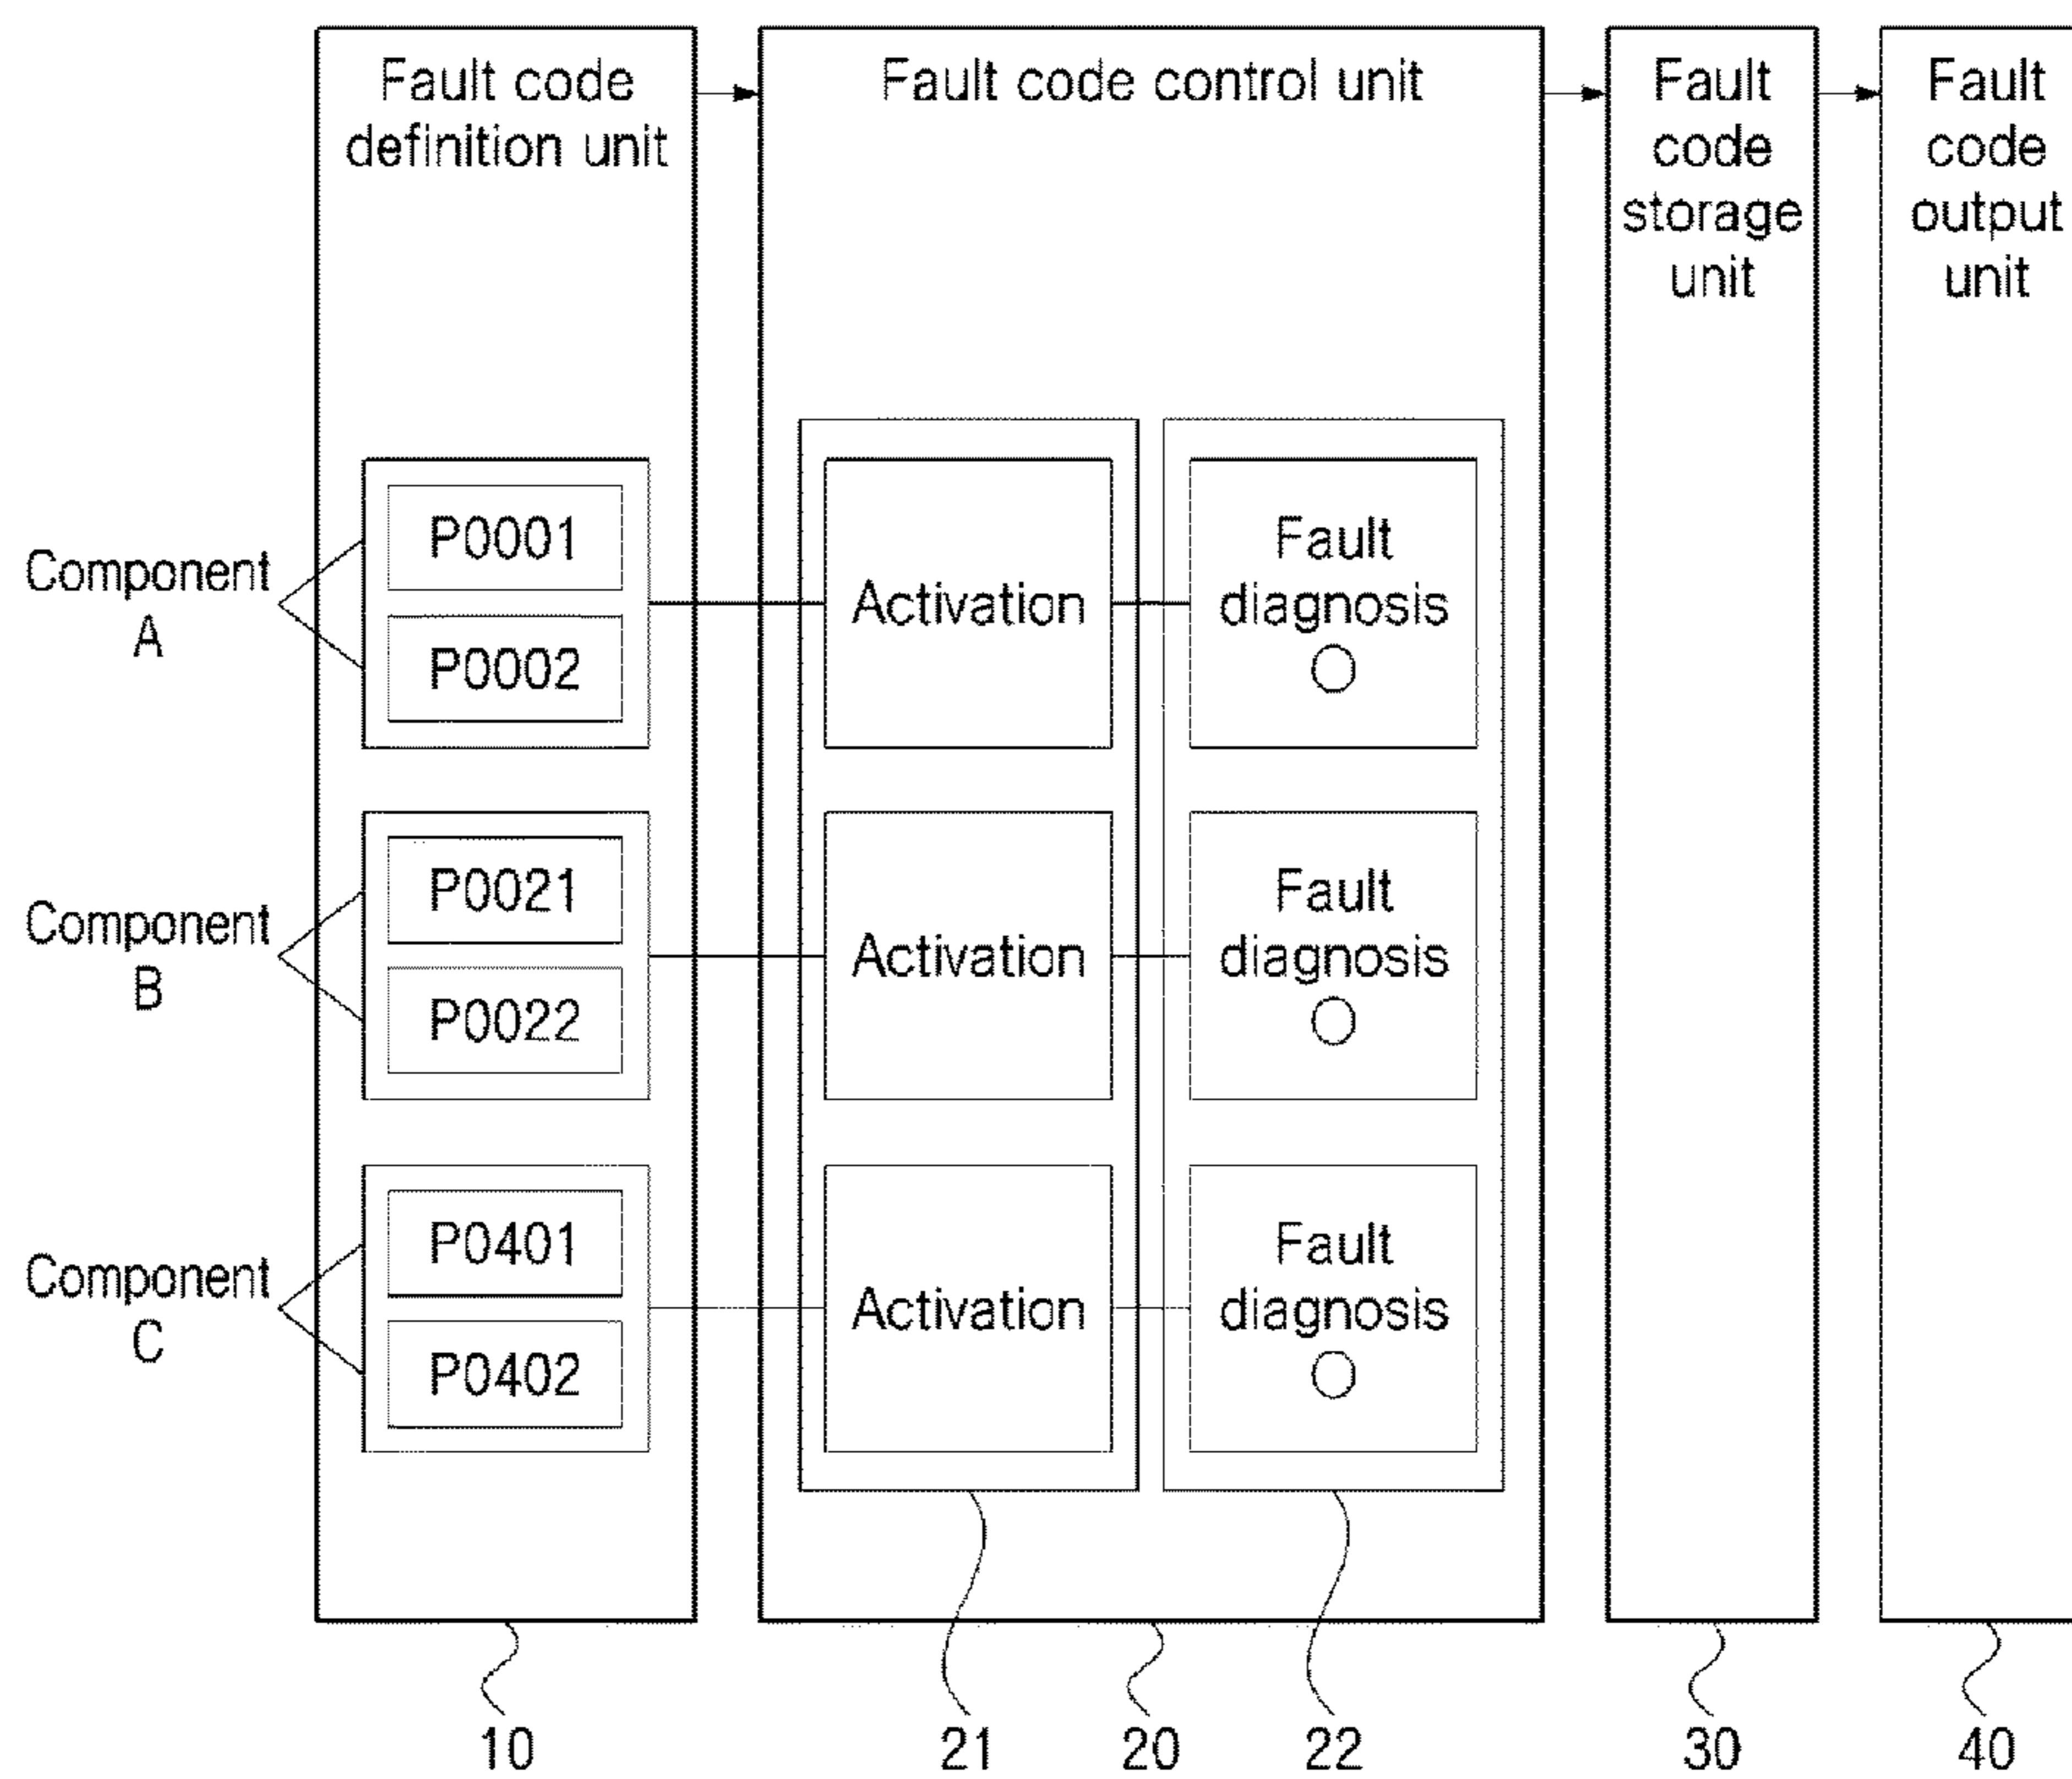 Fault code
definition unit
Fault code control unit
Fault
code
storage
unit
Fault
code
output
unit
Component
A
P0001
P0002
Activation
Fault
diagnosis
○
Component
B
P0021
P0022
Activation
Fault
diagnosis
○
Component
C
P0401
P0402
Activation
Fault
diagnosis
○
10
21
20
22
30
40